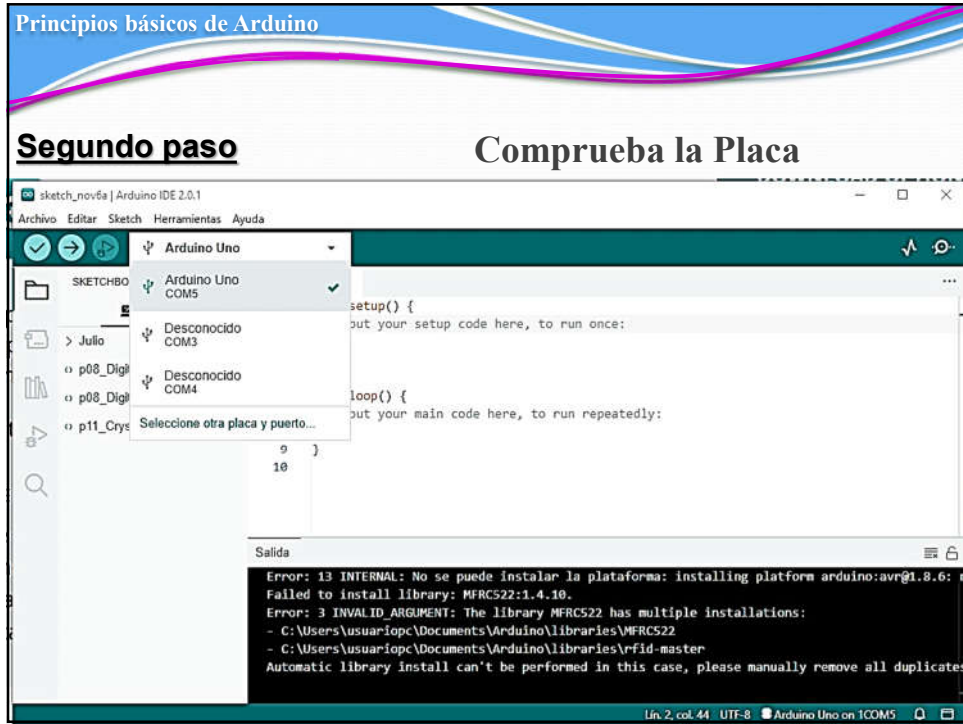 Principios básicos de Arduino
Segundo paso
Comprueba la Placa
sketch_nov6a | Arduino IDE 2.0.1
Archivo Editar Sketch Herramientas Ayuda
Arduino Uno
SKETCHBO
Arduino Uno
COM5
Desconocido
COM3
Desconocido
COM4
Seleccione otra placa y puerto...
> Julio
p08_Digi
p08_Digi
p11_Crys
setup() {
put your setup code here, to run once:
loop() {
put your main code here, to run repeatedly:
9 }
10
Salida
Error: 13 INTERNAL: No se puede instalar la plataforma: installing platform arduino:avr@1.8.6:
Failed to install library: MFRC522:1.4.10.
Error: 3 INVALID_ARGUMENT: The library MFRC522 has multiple installations:
- C:\Users\usuariopc\Documents\Arduino\libraries\MFRC522
- C:\Users\usuariopc\Documents\Arduino\libraries\rfid-master
Automatic library install can't be performed in this case, please manually remove all duplicates
Lín. 2, col. 44 UTF-8 Arduino Uno on 1COM5